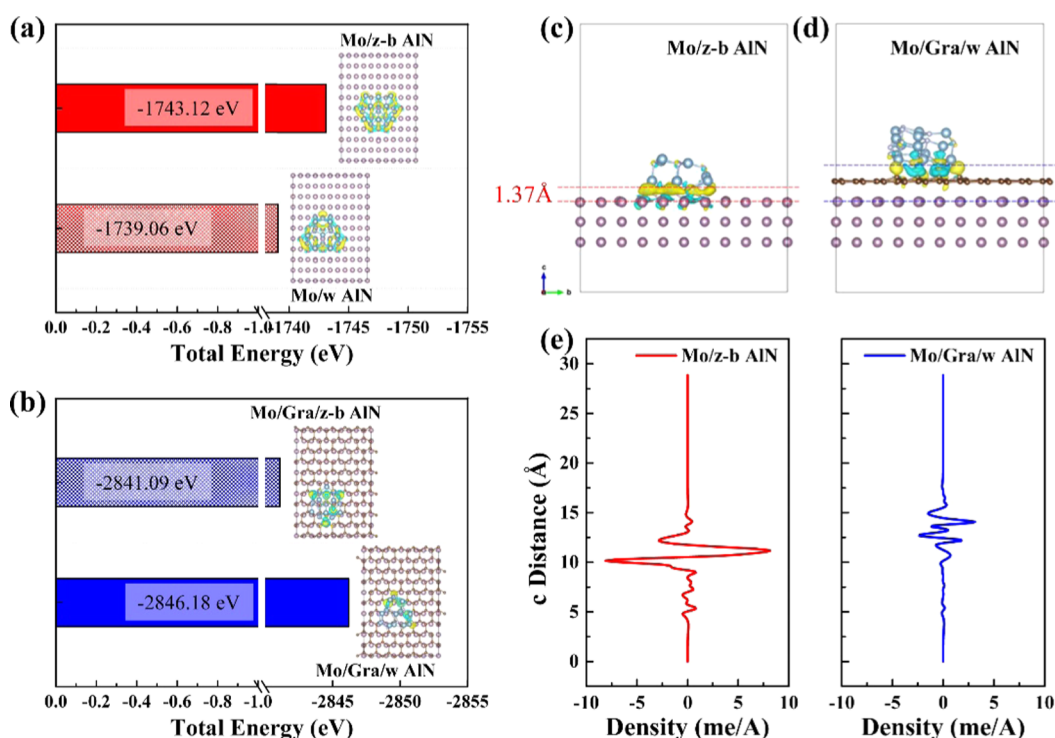 (a)
Mo/z-b AlN
-1743.12 eV
-1739.06 eV
Mo/w AlN
0.0 -0.2 -0.4 -0.6 -0.8 -1.0 -1740 -1745 -1750 -1755
Total Energy (eV)
(b)
Mo/Gra/z-b AlN
-2841.09 eV
-2846.18 eV
Mo/Gra/w AlN
0.0 -0.2 -0.4 -0.6 -0.8 -1.0 -2845 -2850 -2855
Total Energy (eV)
(c)
Mo/z-b AlN
1.37Å
c
b
(d)
Mo/Gra/w AlN
(e)
Mo/z-b AlN
30
25
20
15
10
5
0
c Distance (Å)
-10 -5 0 5 10
Density (me/A)
Mo/Gra/w AlN
-10 -5 0 5 10
Density (me/A)